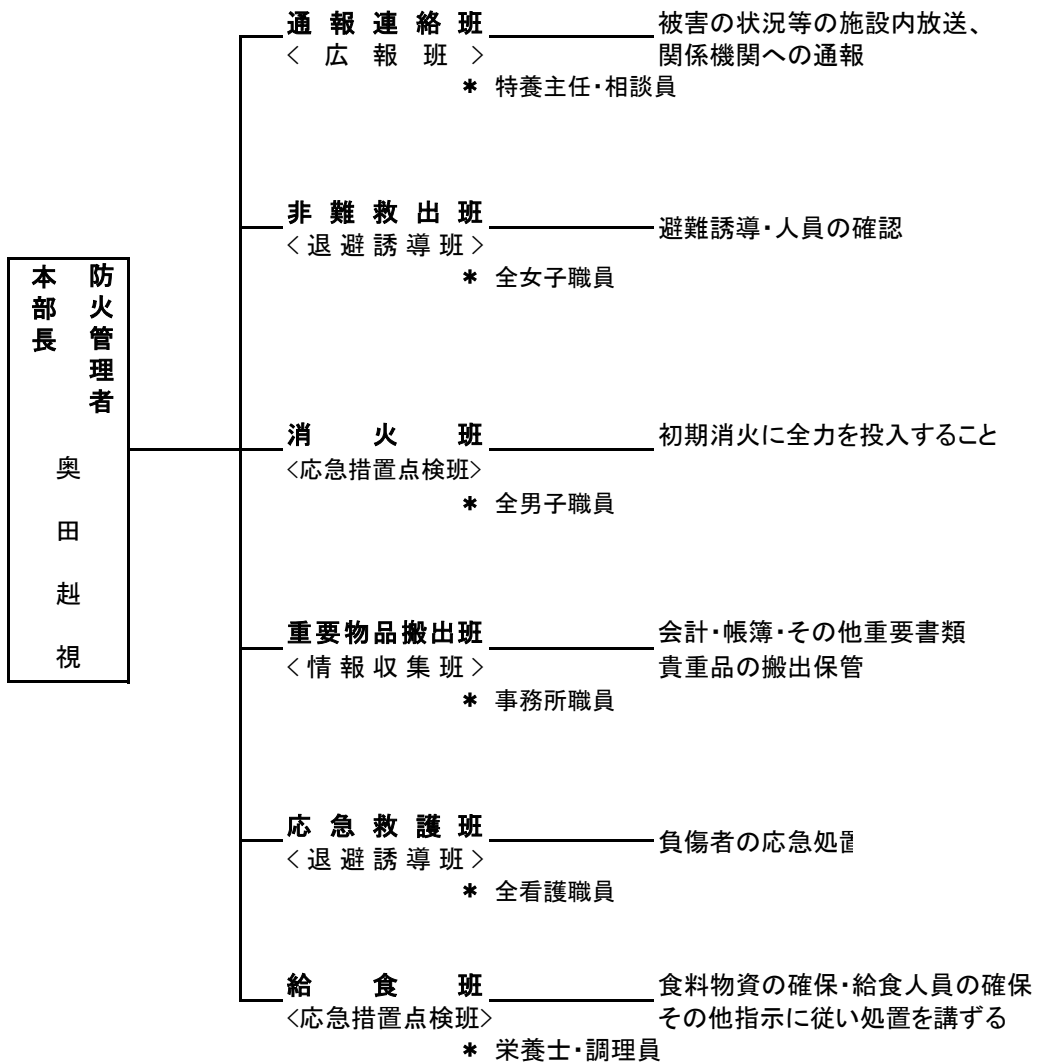 通報連絡班
被害の状況等の施設内放送、
<広報班>
関係機関への通報
* 特養主任・相談員
非難救出班
避難誘導・人員の確認
<退避誘導班>
* 全女子職員
防火管理者
本部長
奥田赳視
消火班
初期消火に全力を投入すること
<応急措置点検班>
* 全男子職員
重要物品搬出班
会計・帳簿・その他重要書類
<情報収集班>
貴重品の搬出保管
* 事務所職員
応急救護班
負傷者の応急処置
<退避誘導班>
* 全看護職員
給食班
食料物資の確保・給食人員の確保
<応急措置点検班>
その他指示に従い処置を講ずる
* 栄養士・調理員